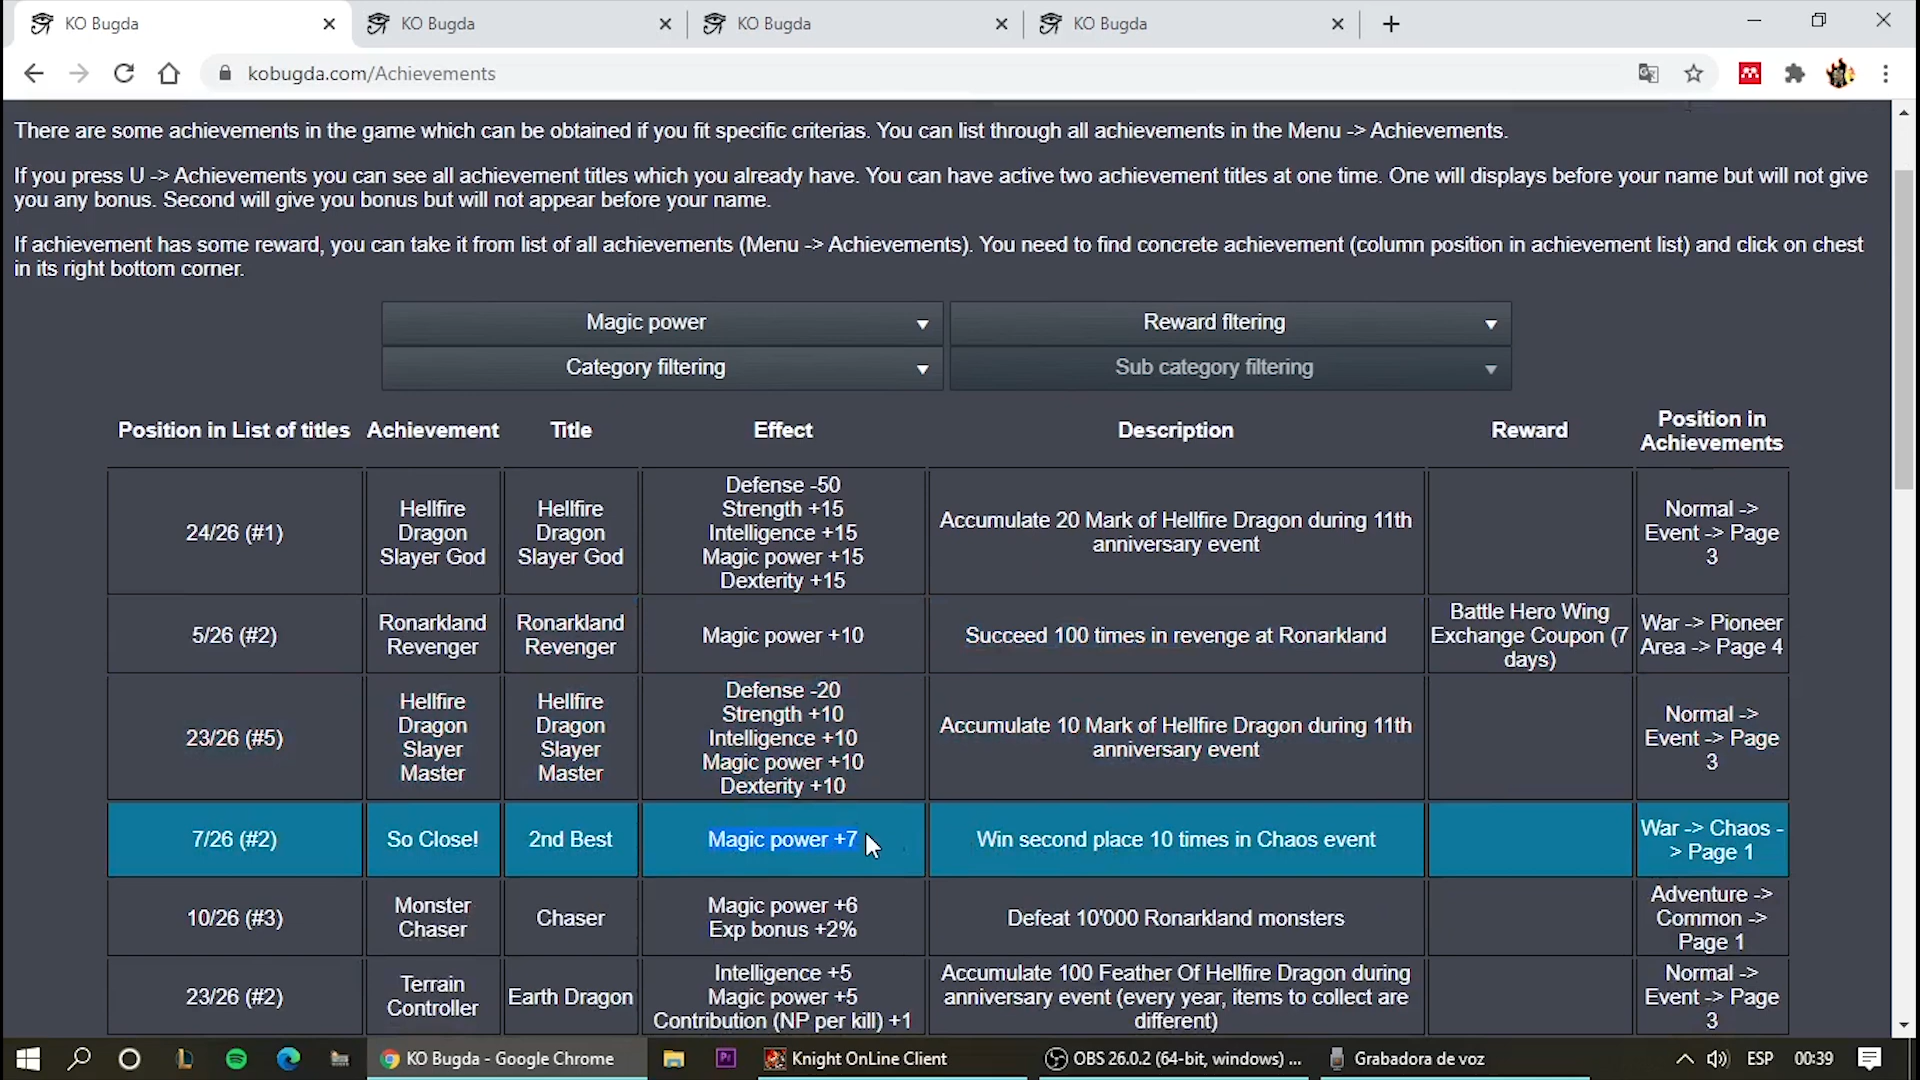 KO Bugda
KO Bugda
KO Bugda
KO Bugda
kobugda.com/Achievements
There are some achievements in the game which can be obtained if you fit specific criterias. You can list through all achievements in the Menu -> Achievements.
If you press U -> Achievements you can see all achievement titles which you already have. You can have active two achievement titles at one time. One will displays before your name but will not give
you any bonus. Second will give you bonus but will not appear before your name.
If achievement has some reward, you can take it from list of all achievements (Menu -> Achievements). You need to find concrete achievement (column position in achievement list) and click on chest
in its right bottom corner.
Magic power
Reward fltering
Category filtering
Sub category filtering
Position in List of titles
Achievement
Title
Effect
Description
Reward
Position in
Achievements
24/26 (#1)
Hellfire
Dragon
Slayer God
Hellfire
Dragon
Slayer God
Defense -50
Strength +15
Intelligence +15
Magic power +15
Dexterity +15
Accumulate 20 Mark of Hellfire Dragon during 11th
anniversary event
Normal ->
Event -> Page
3
5/26 (#2)
Ronarkland
Revenger
Ronarkland
Revenger
Magic power +10
Succeed 100 times in revenge at Ronarkland
Battle Hero Wing
Exchange Coupon (7
days)
War -> Pioneer
Area -> Page 4
23/26 (#5)
Hellfire
Dragon
Slayer
Master
Hellfire
Dragon
Slayer
Master
Defense -20
Strength +10
Intelligence +10
Magic power +10
Dexterity +10
Accumulate 10 Mark of Hellfire Dragon during 11th
anniversary event
Normal ->
Event -> Page
3
7/26 (#2)
So Close!
2nd Best
Magic power +7
Win second place 10 times in Chaos event
War -> Chaos -
> Page 1
10/26 (#3)
Monster
Chaser
Chaser
Magic power +6
Exp bonus +2%
Defeat 10'000 Ronarkland monsters
Adventure ->
Common ->
Page 1
23/26 (#2)
Terrain
Controller
Earth Dragon
Intelligence +5
Magic power +5
Contribution (NP per kill) +1
Accumulate 100 Feather Of Hellfire Dragon during
anniversary event (every year, items to collect are
different)
Normal ->
Event -> Page
3
KO Bugda - Google Chrome
Pr
Knight OnLine Client
OBS 26.0.2 (64-bit, windows) ...
Grabadora de voz
ESP
00:39